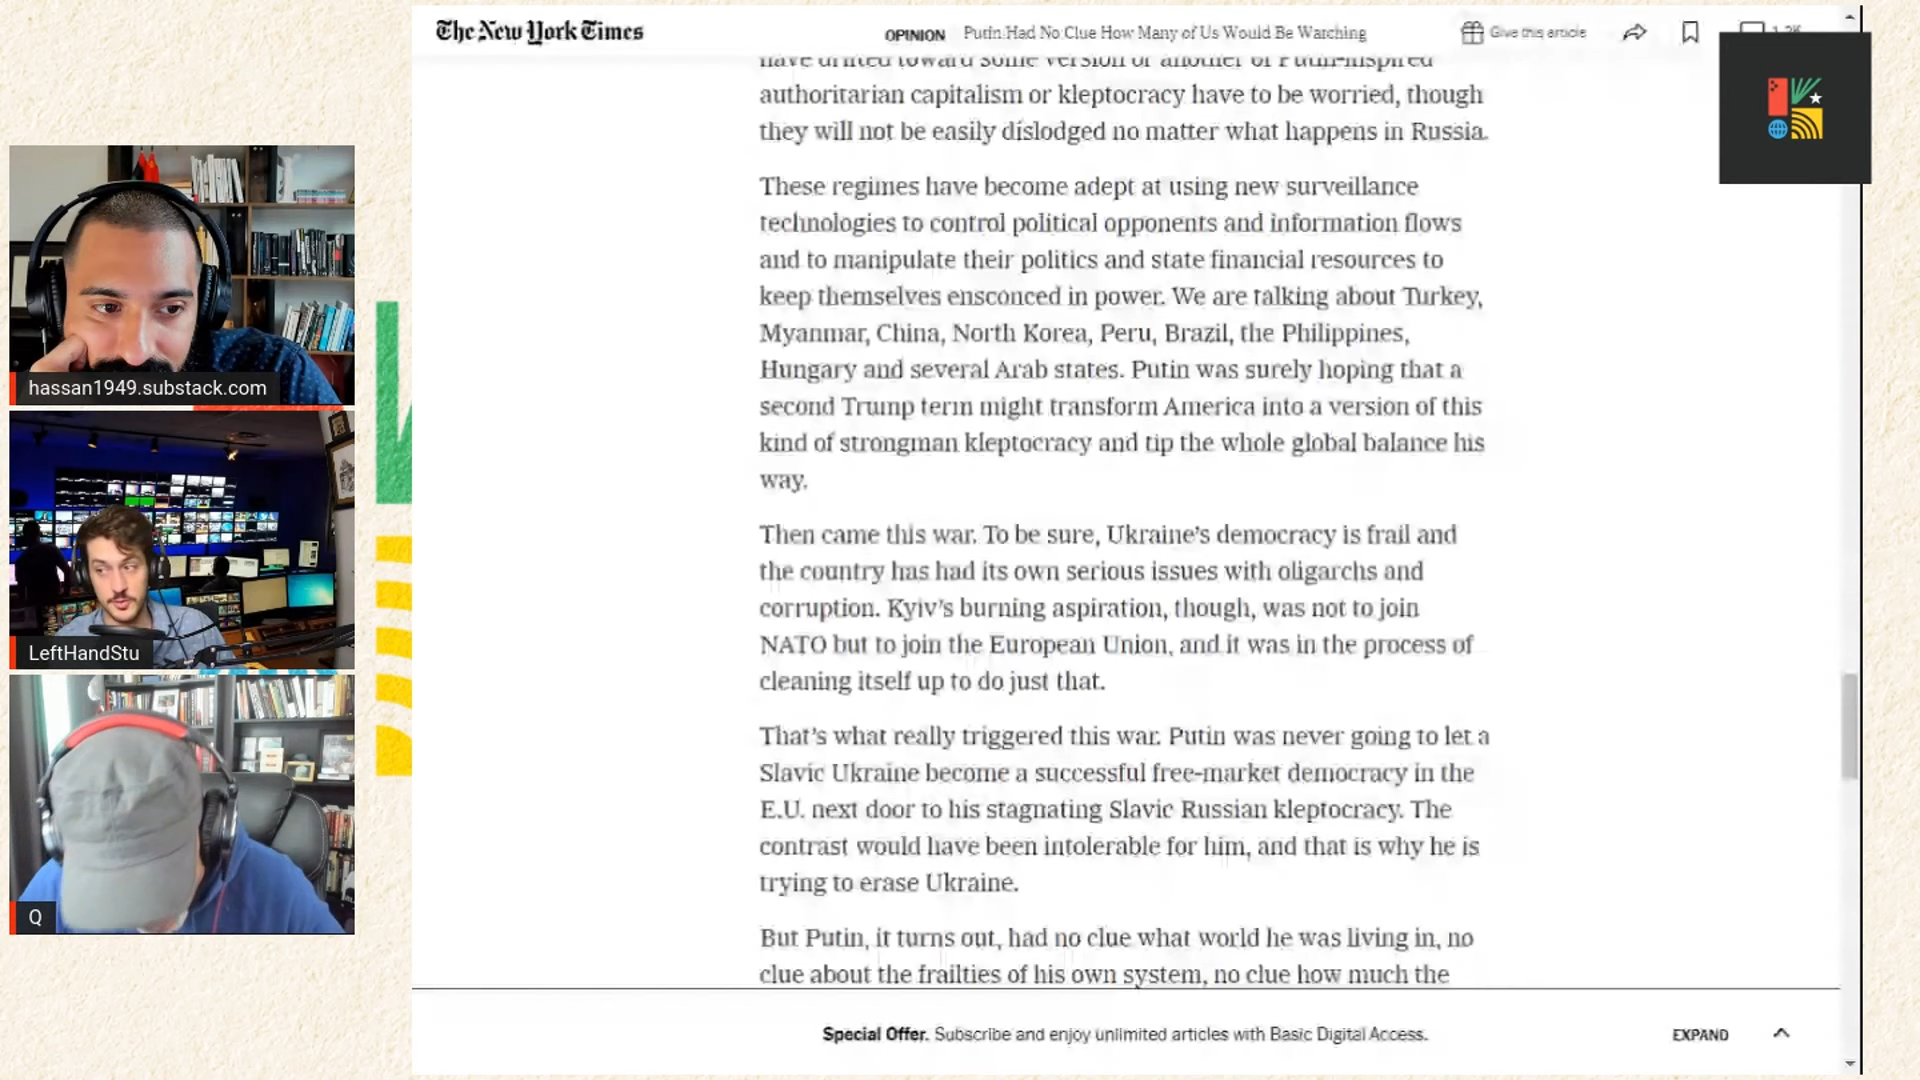 The New York Times
OPINION Putin Had No Clue How Many of Us Would Be Watching
Give this article
have drifted toward some version or another of Putin-inspired
authoritarian capitalism or kleptocracy have to be worried, though
they will not be easily dislodged no matter what happens in Russia.
These regimes have become adept at using new surveillance
technologies to control political opponents and information flows
and to manipulate their politics and state financial resources to
keep themselves ensconced in power. We are talking about Turkey,
Myanmar, China, North Korea, Peru, Brazil, the Philippines,
Hungary and several Arab states. Putin was surely hoping that a
second Trump term might transform America into a version of this
kind of strongman kleptocracy and tip the whole global balance his
way.
Then came this war. To be sure, Ukraine's democracy is frail and
the country has had its own serious issues with oligarchs and
corruption. Kyiv's burning aspiration, though, was not to join
NATO but to join the European Union, and it was in the process of
cleaning itself up to do just that.
That's what really triggered this war. Putin was never going to let a
Slavic Ukraine become a successful free-market democracy in the
E.U. next door to his stagnating Slavic Russian kleptocracy. The
contrast would have been intolerable for him, and that is why he is
trying to erase Ukraine.
But Putin, it turns out, had no clue what world he was living in, no
clue about the frailties of his own system, no clue how much the
Special Offer. Subscribe and enjoy unlimited articles with Basic Digital Access.
EXPAND
hassan1949.substack.com
LeftHandStu
Q